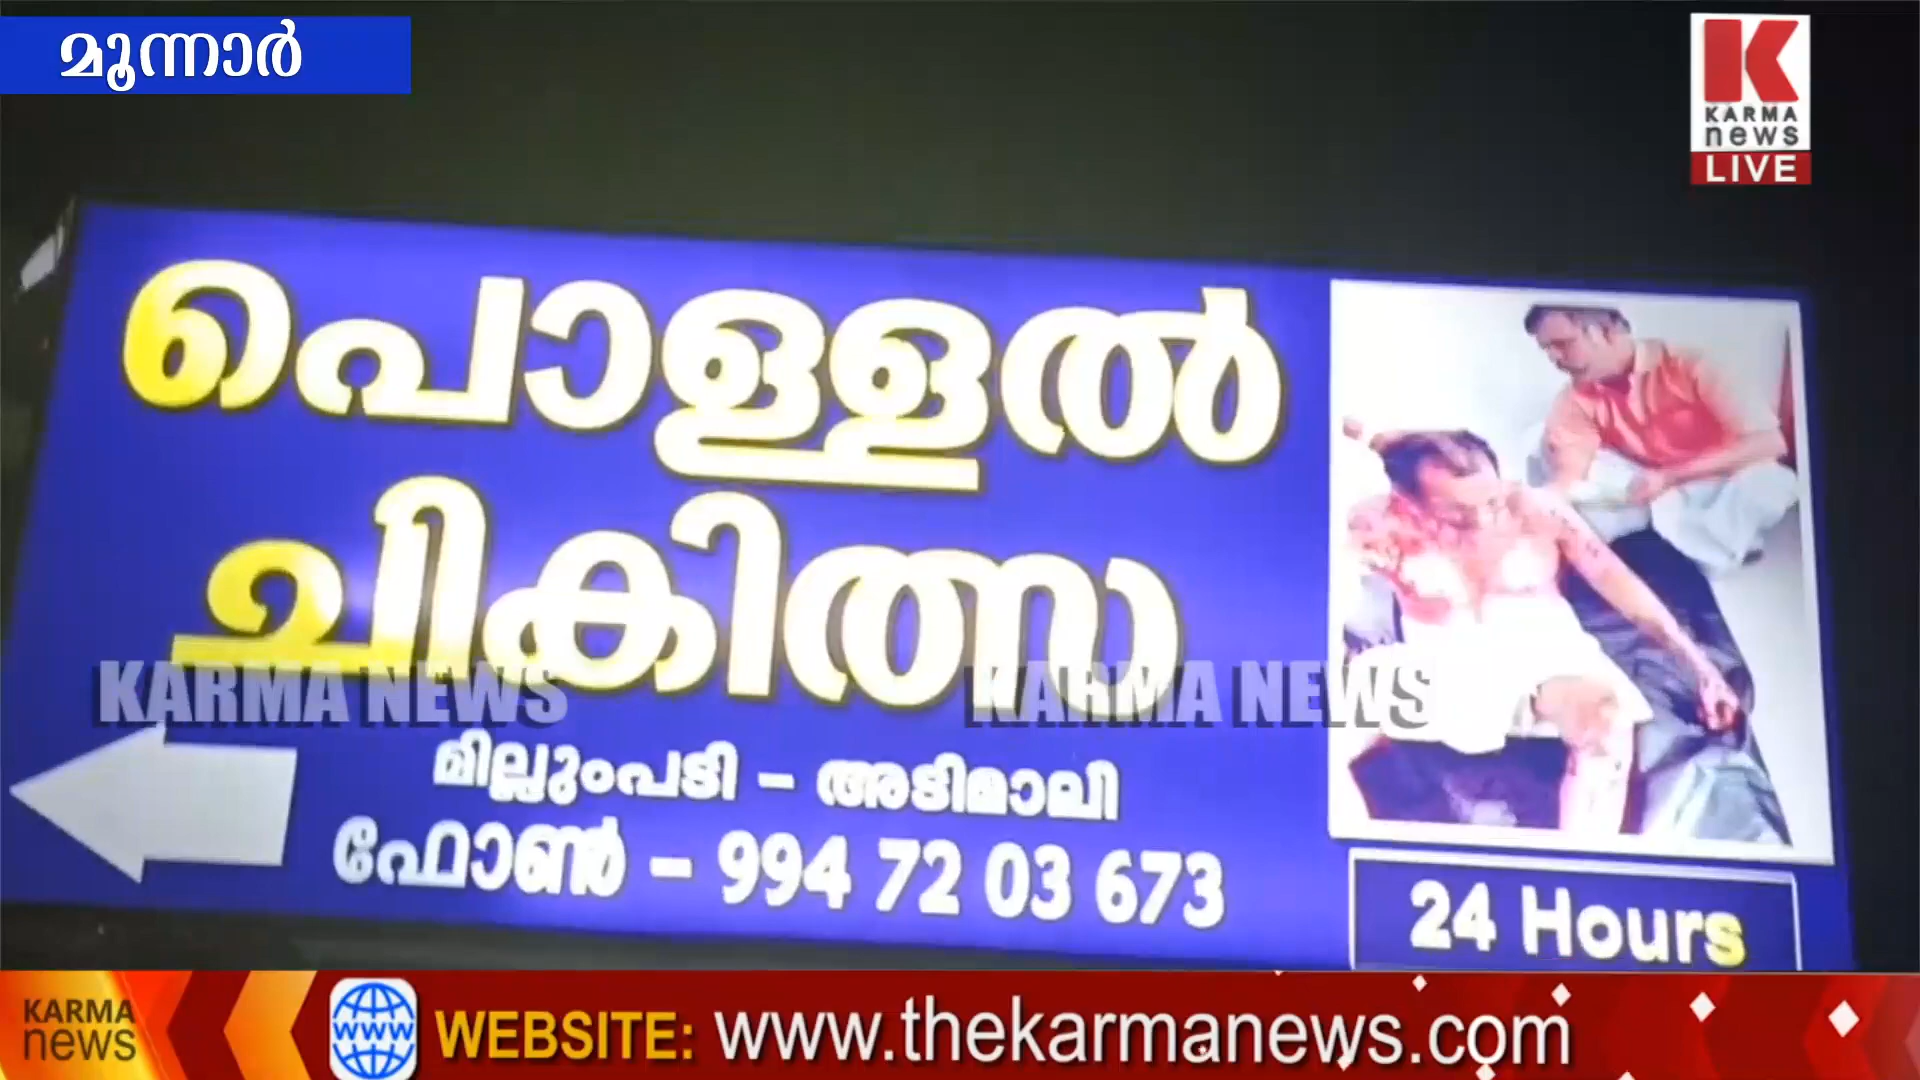 മൂന്നാർ
K
KARMA
news
LIVE
പൊള്ളൽ
ചികിത്സ
KARMA NEWS
KARMA NEWS
മില്ലുംപടി – അടിമാലി
ഫോൺ – 994 72 03 673
24 Hours
KARMA
news
www
WEBSITE: www.thekarmanews.com